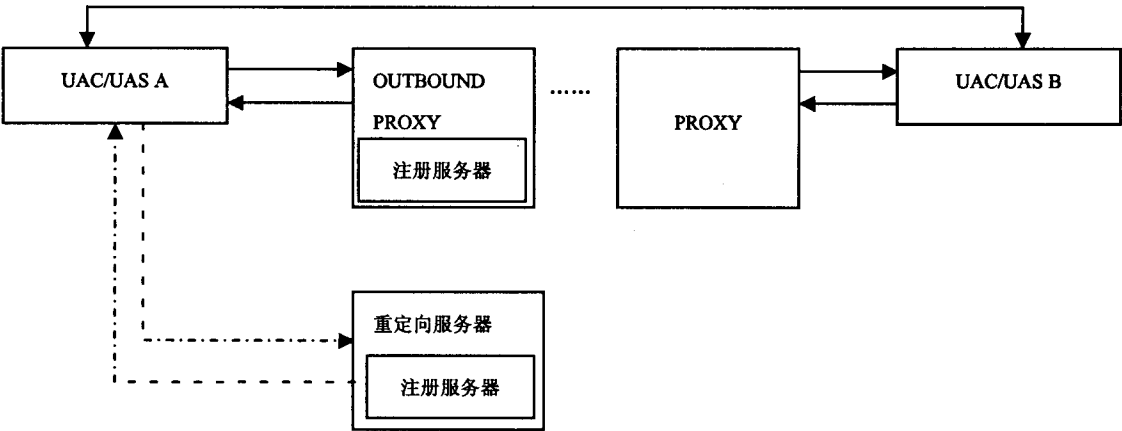 UAC/UAS A
OUTBOUND
PROXY
注册服务器
......
PROXY
UAC/UAS B
重定向服务器
注册服务器